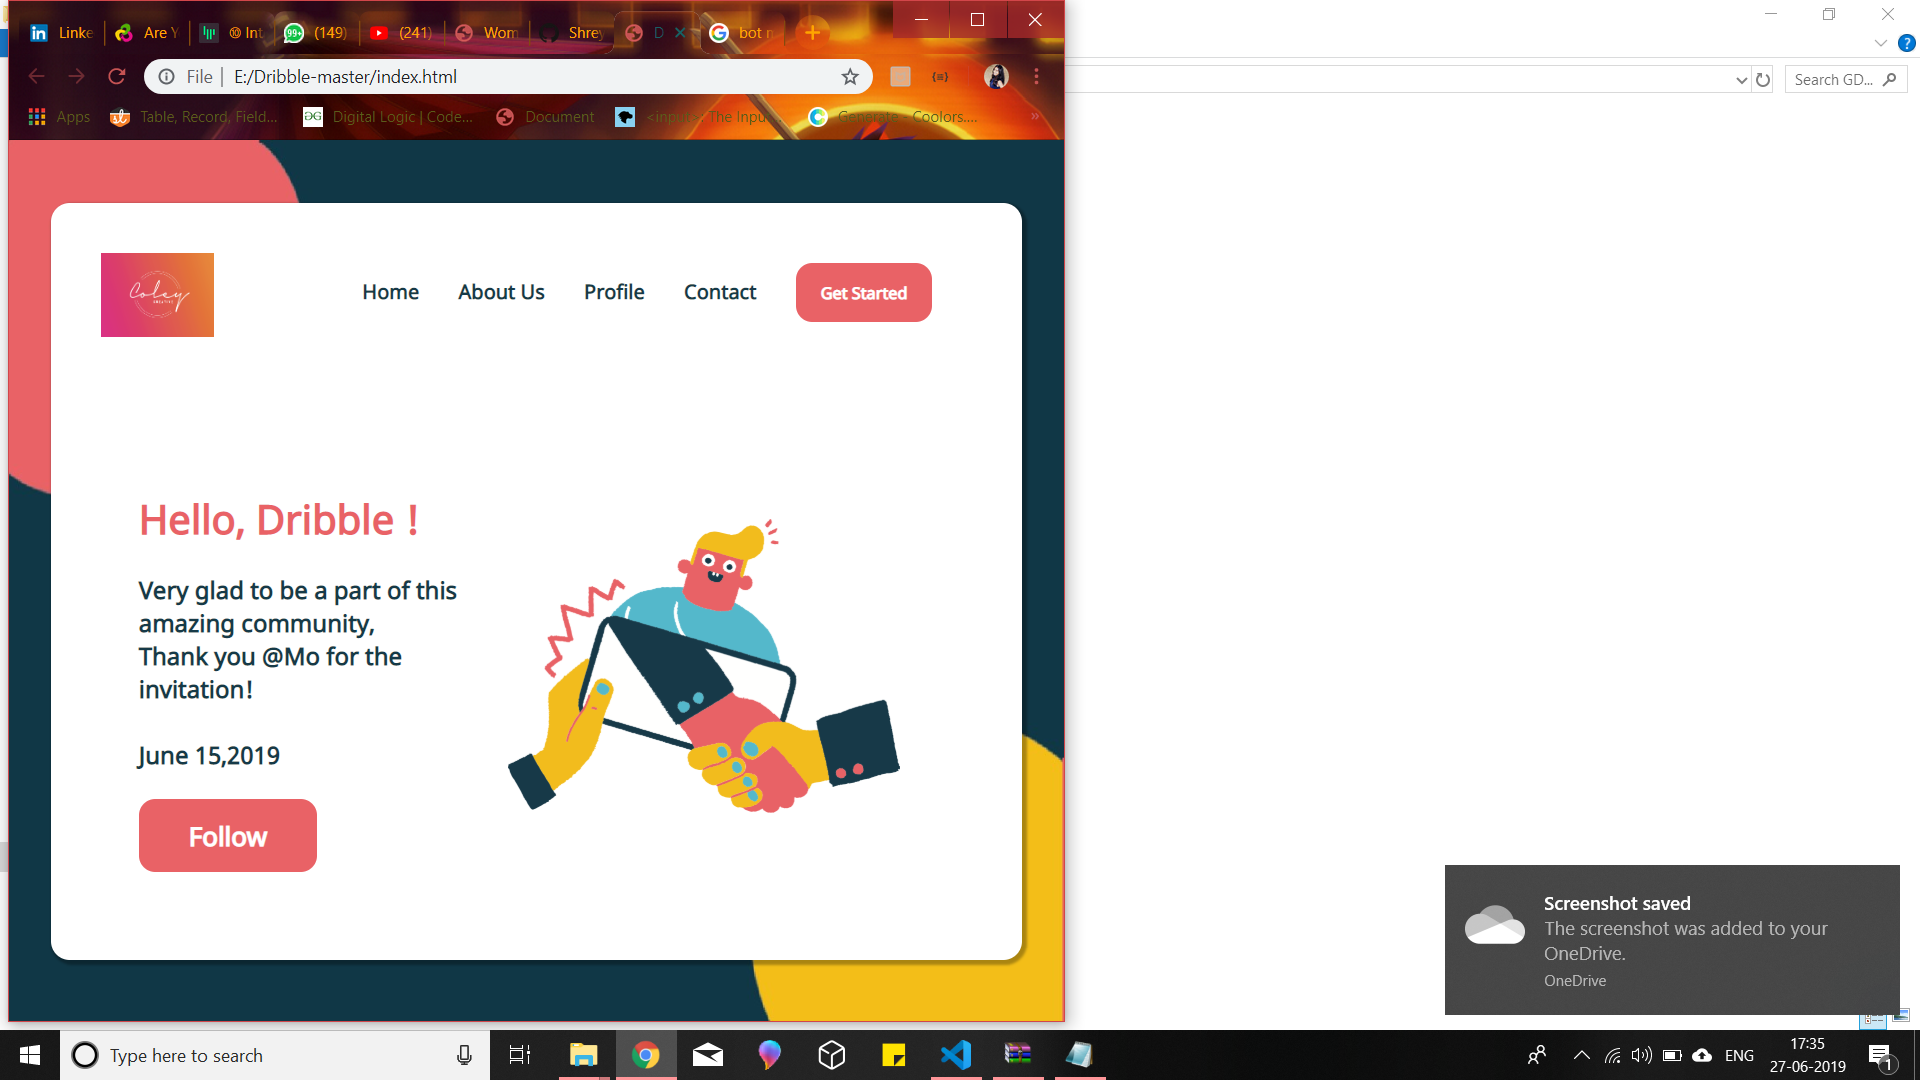 Linke
Are Y
⑩ Int
99+
(149)
(241)
Wom
Shrey
D
bot m
File
E:/Dribble-master/index.html
Search GD...
Apps
Table, Record, Field...
Digital Logic | Code...
Document
<input>: The Inpu
Generate - Coolors....
»
Colay
Home
About Us
Profile
Contact
Get Started
Hello, Dribble !
Very glad to be a part of this
amazing community,
Thank you @Mo for the
invitation!
June 15,2019
Follow
Screenshot saved
The screenshot was added to your
OneDrive.
OneDrive
Type here to search
ENG
17:35
27-06-2019
1